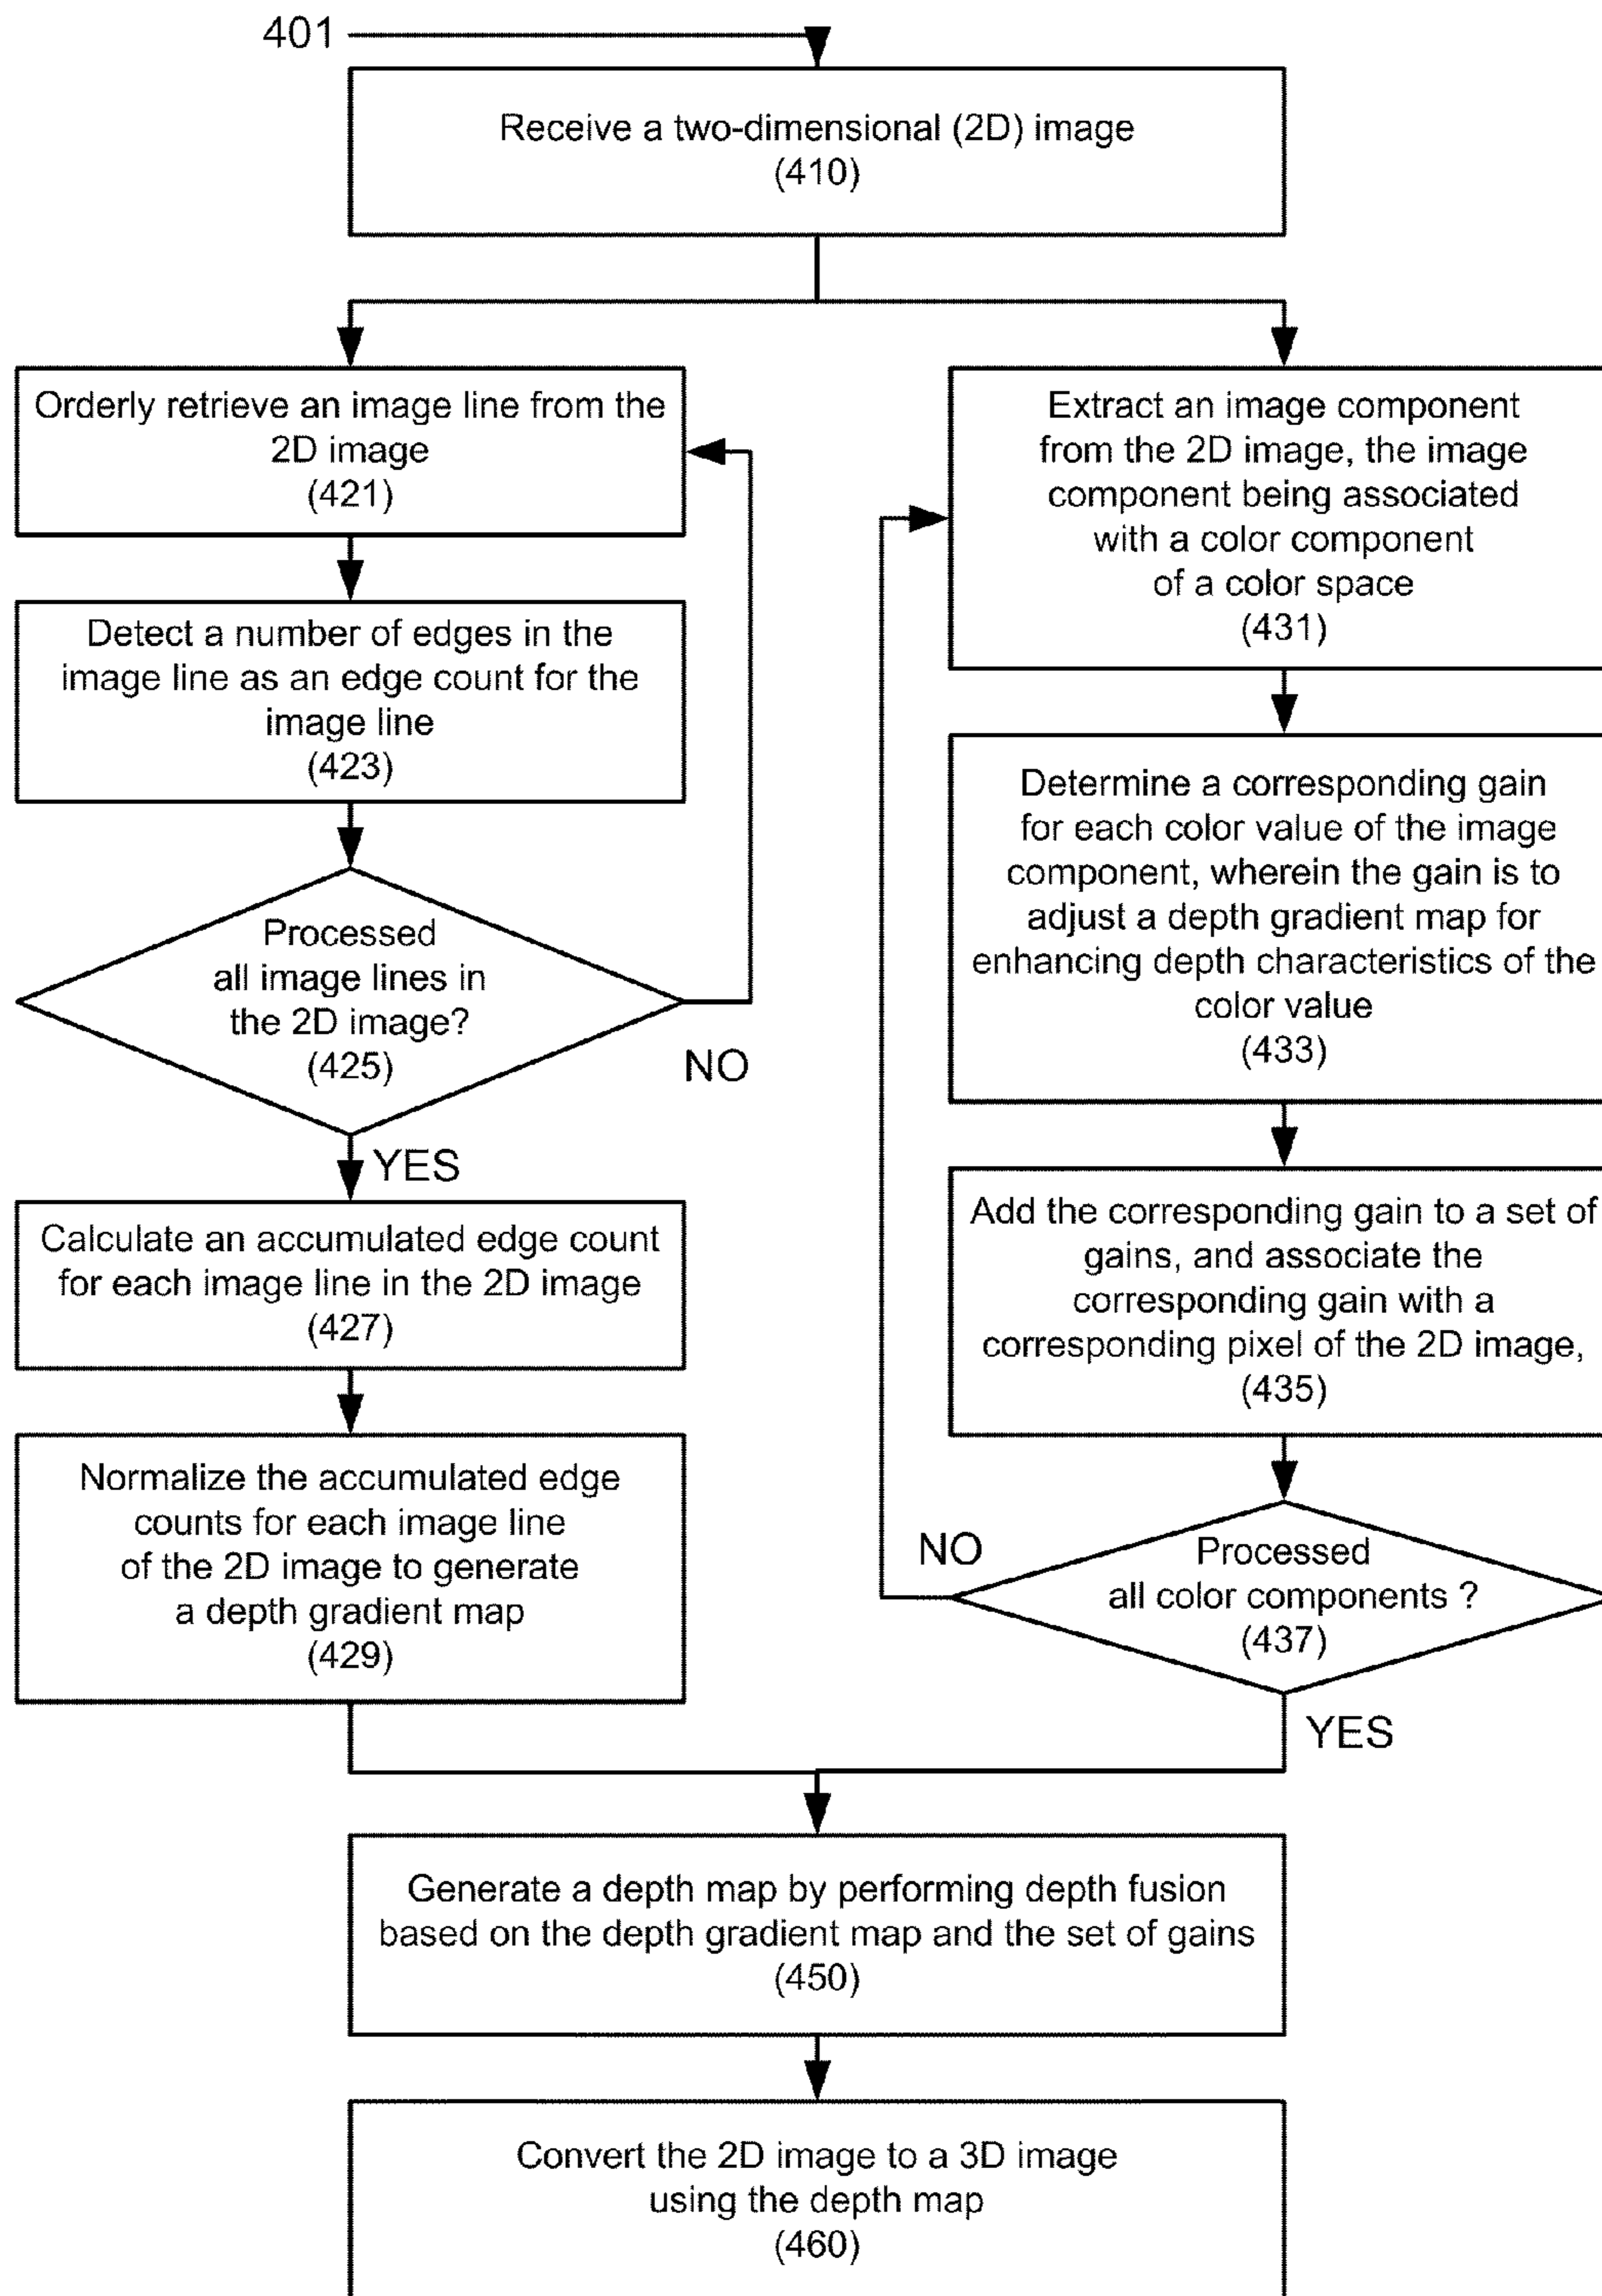 401
Receive a two-dimensional (2D) image
(410)
Orderly retrieve an image line from the
2D image
(421)
Detect a number of edges in the
image line as an edge count for the
image line
(423)
Processed
all image lines in
the 2D image?
(425)
NO
YES
Calculate an accumulated edge count
for each image line in the 2D image
(427)
Normalize the accumulated edge
counts for each image line
of the 2D image to generate
a depth gradient map
(429)
Extract an image component
from the 2D image, the image
component being associated
with a color component
of a color space
(431)
Determine a corresponding gain
for each color value of the image
component, wherein the gain is to
adjust a depth gradient map for
enhancing depth characteristics of the
color value
(433)
Add the corresponding gain to a set of
gains, and associate the
corresponding gain with a
corresponding pixel of the 2D image,
(435)
NO
Processed
all color components ?
(437)
YES
Generate a depth map by performing depth fusion
based on the depth gradient map and the set of gains
(450)
Convert the 2D image to a 3D image
using the depth map
(460)